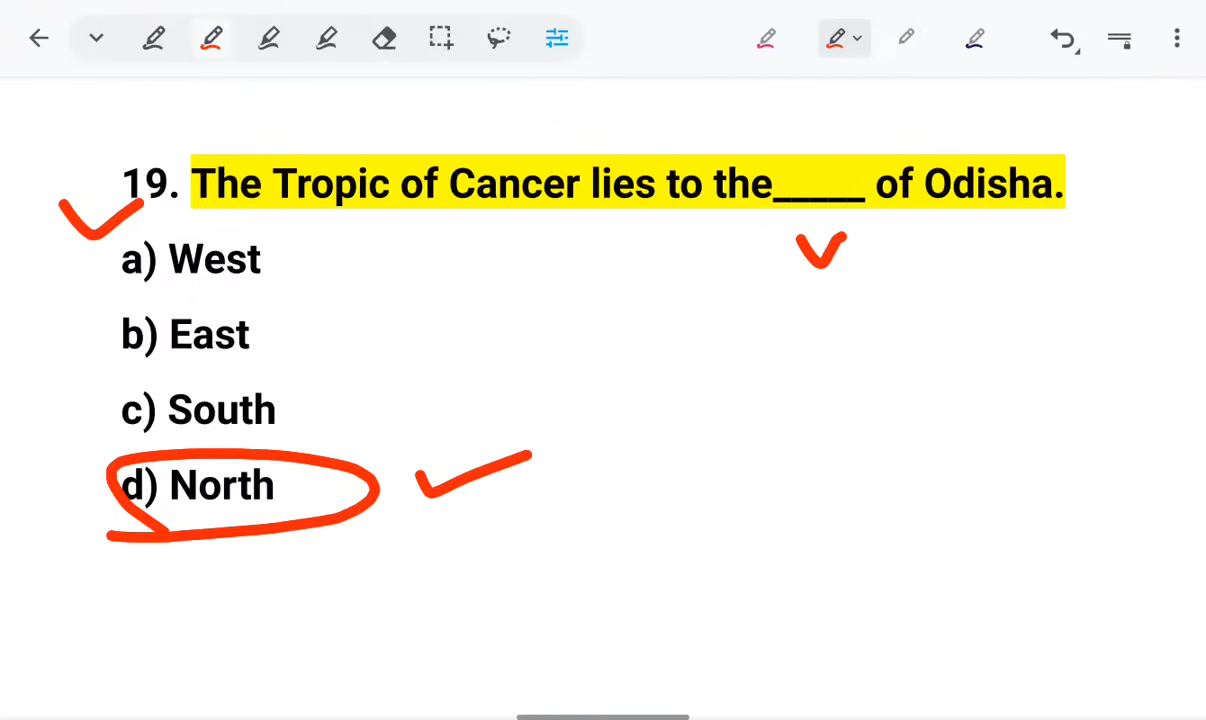 19. The Tropic of Cancer lies to the_____ of Odisha.
a) West
b) East
c) South
d) North